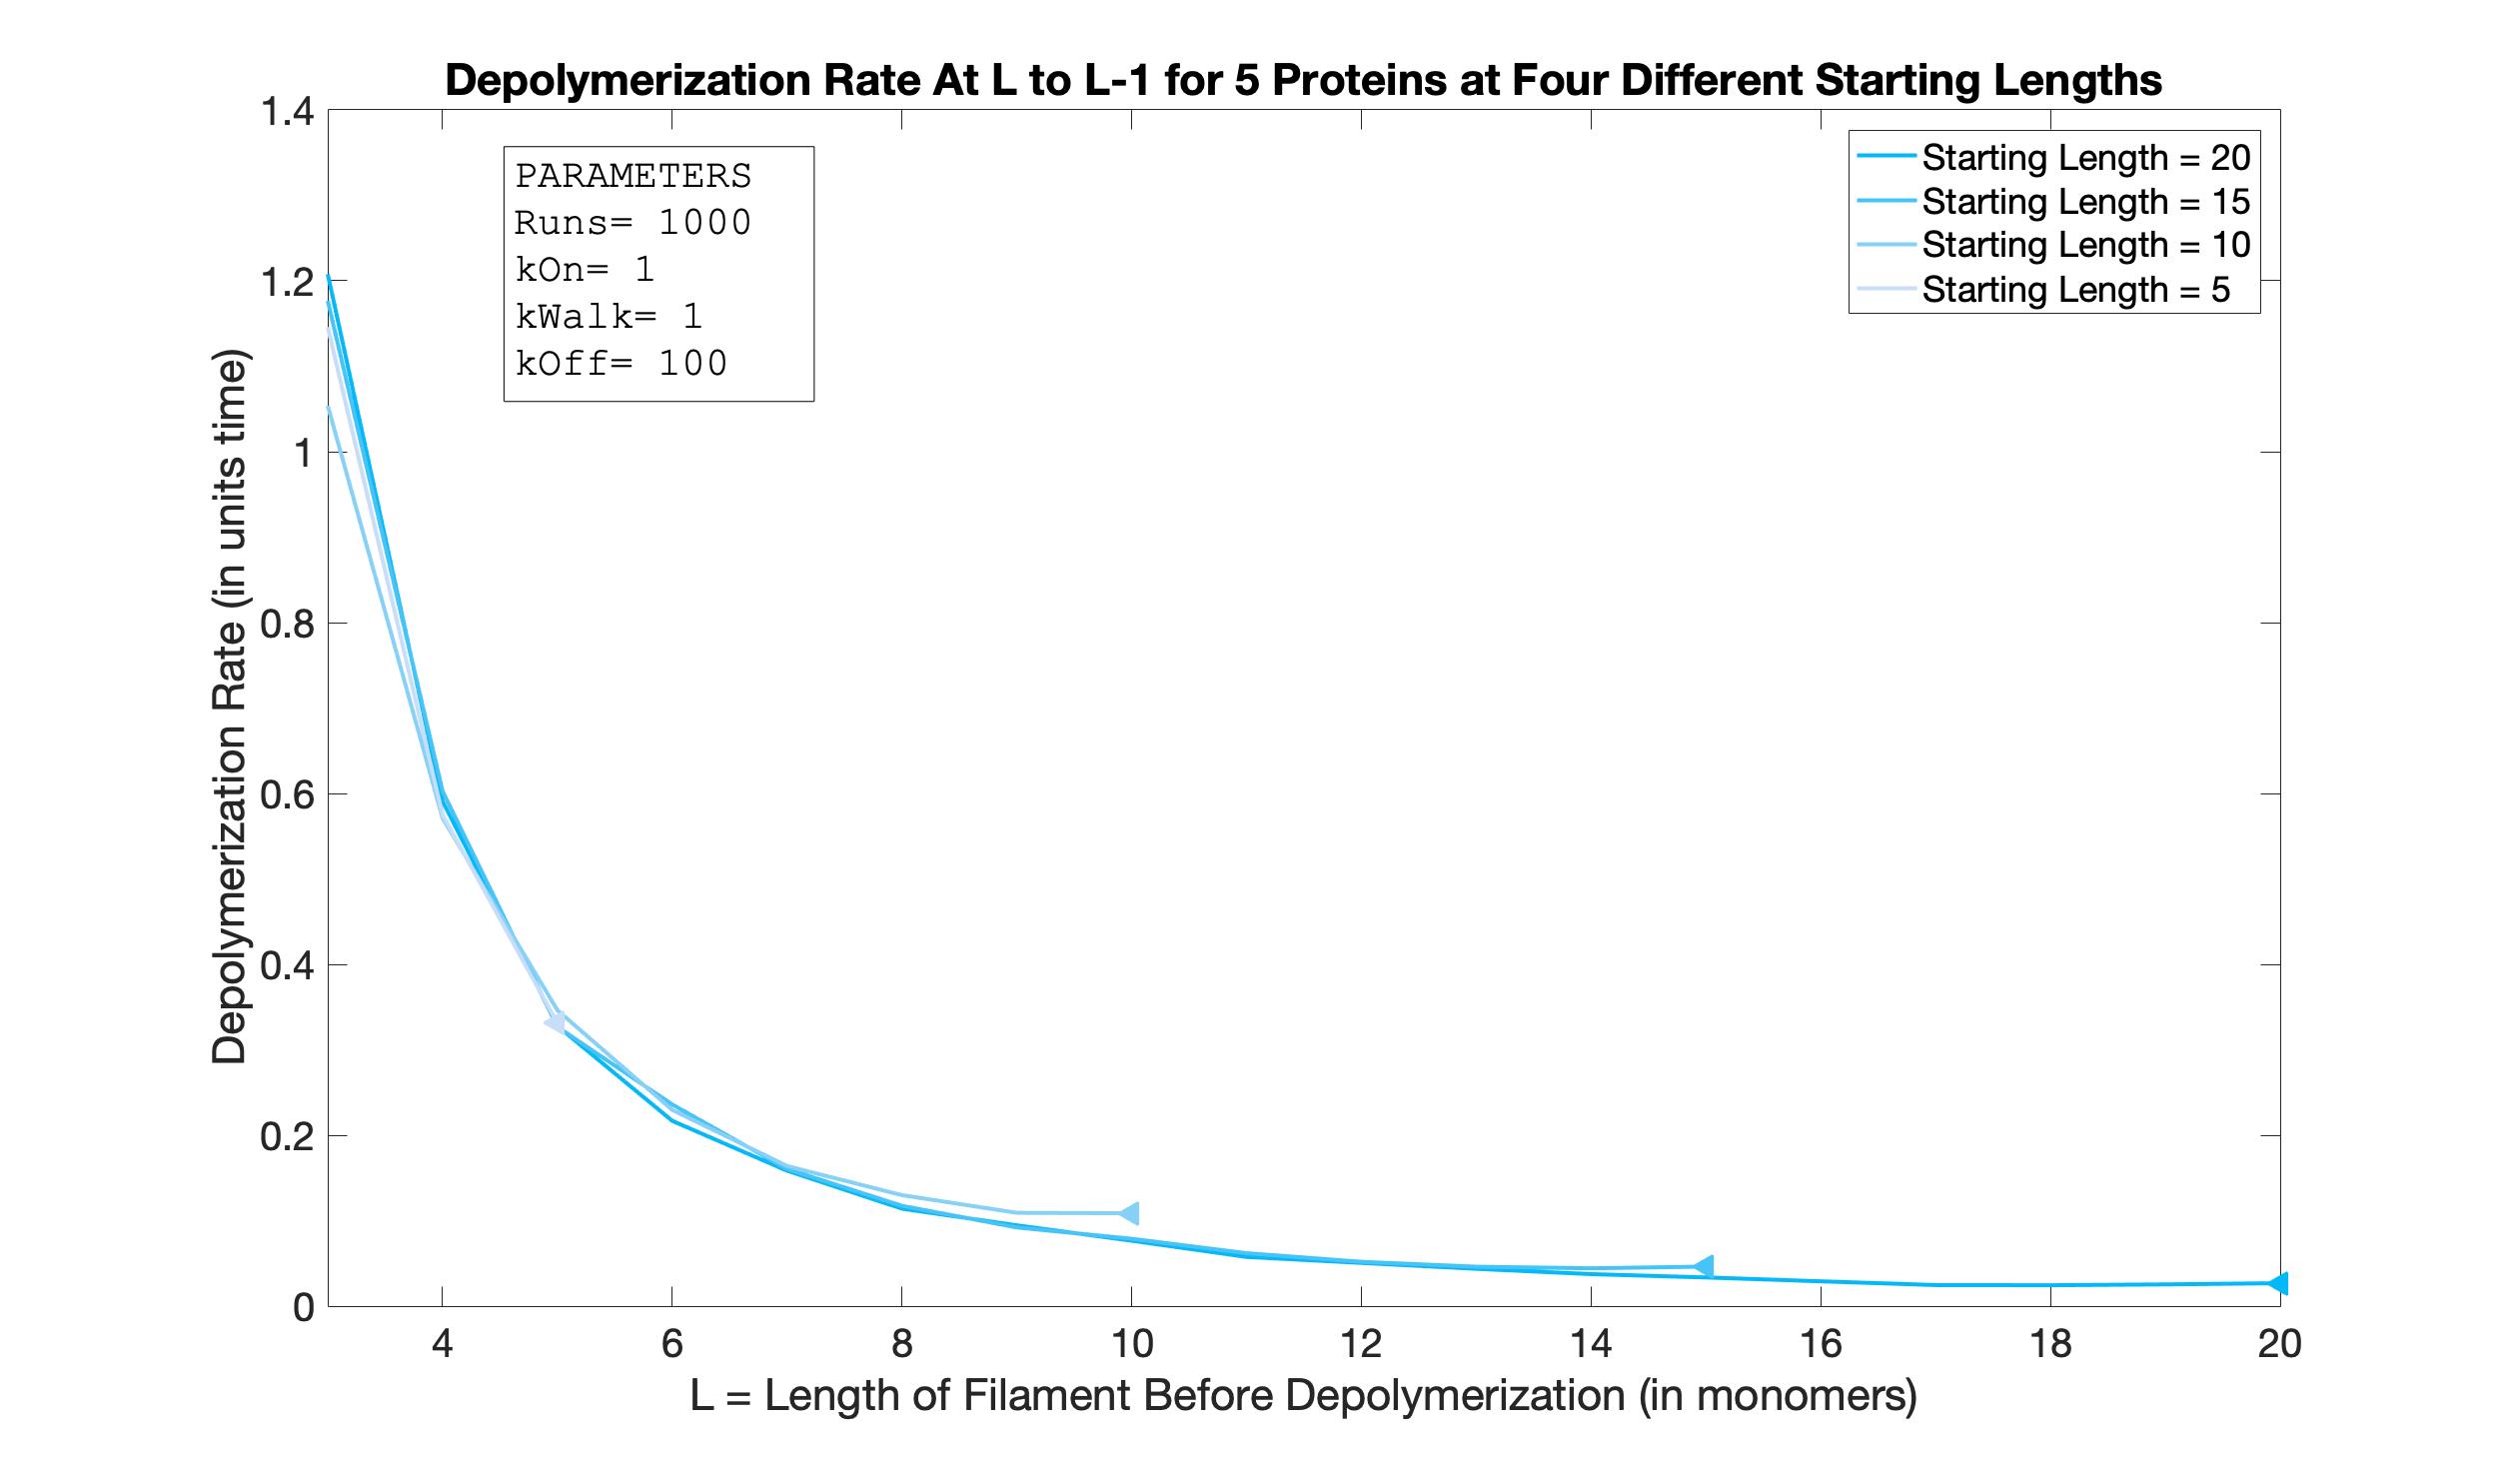 Depolymerization Rate At L to L-1 for 5 Proteins at Four Different Starting Lengths
Depolymerization Rate (in units time)
1.4
1.2
1
0.8
0.6
0.4
0.2
0
PARAMETERS
Runs= 1000
kOn= 1
kWalk= 1
kOff= 100
Starting Length = 20
Starting Length = 15
Starting Length = 10
Starting Length = 5
4 6 8 10 12 14 16 18 20
L = Length of Filament Before Depolymerization (in monomers)